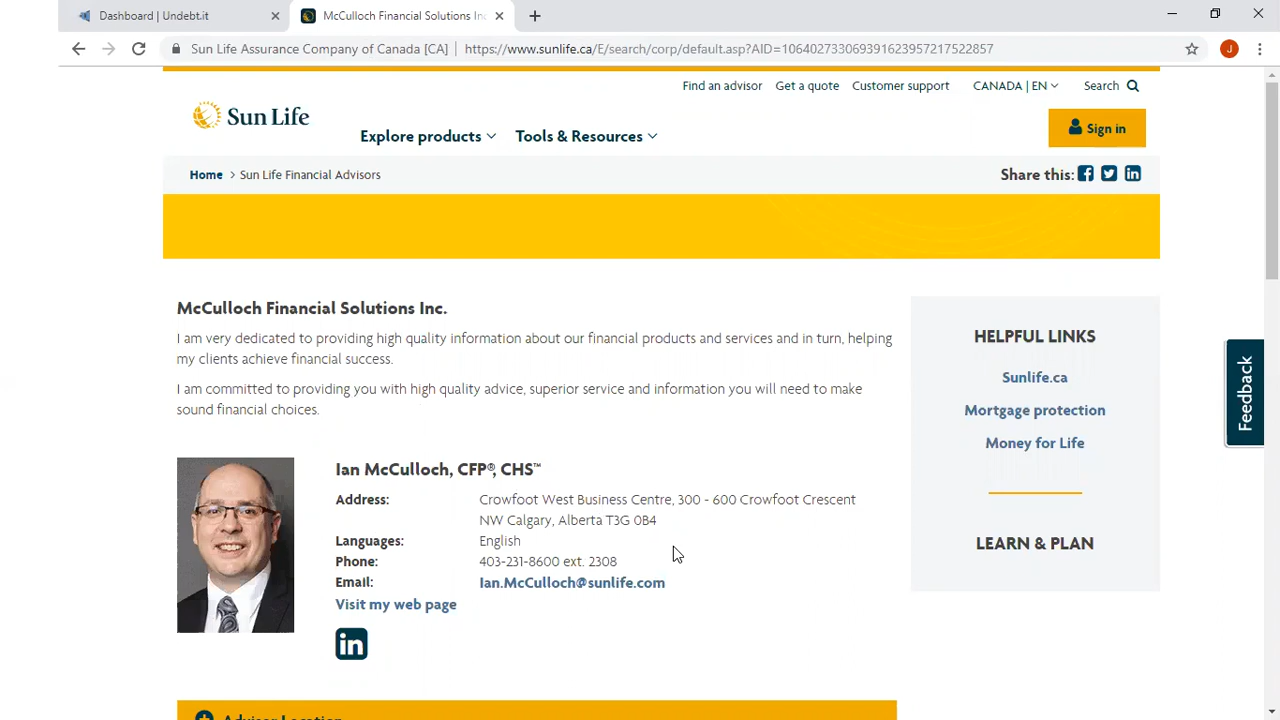 Dashboard | Undebt.it
McCulloch Financial Solutions Inc
Sun Life Assurance Company of Canada [CA] | https://www.sunlife.ca/E/search/corp/default.asp?AID=106402733069391623957217522857
J
Find an advisor Get a quote Customer support CANADA | EN Search
Sun Life
Explore products Tools & Resources
Sign in
Home > Sun Life Financial Advisors
Share this:
McCulloch Financial Solutions Inc.
I am very dedicated to providing high quality information about our financial products and services and in turn, helping
my clients achieve financial success.
I am committed to providing you with high quality advice, superior service and information you will need to make
sound financial choices.
Ian McCulloch, CFP®, CHS™
Address: Crowfoot West Business Centre, 300 - 600 Crowfoot Crescent
NW Calgary, Alberta T3G 0B4
Languages: English
Phone: 403-231-8600 ext. 2308
Email: Ian.McCulloch@sunlife.com
Visit my web page
in
Advisor Location
HELPFUL LINKS
Sunlife.ca
Mortgage protection
Money for Life
LEARN & PLAN
Feedback